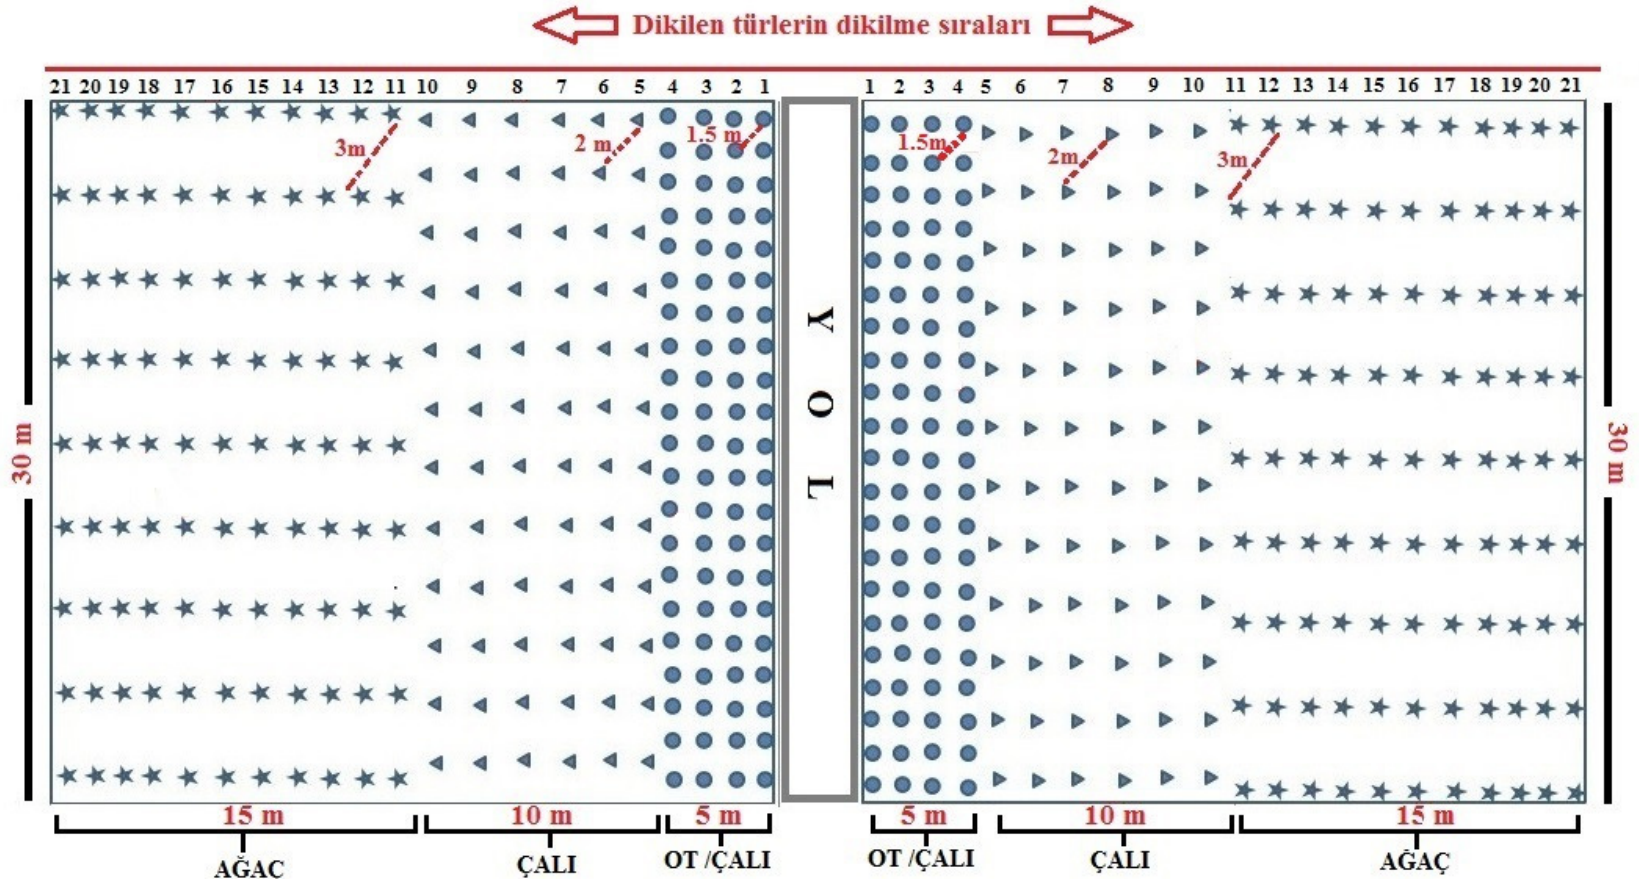 Dikilen türlerin dikilme sıraları
21 20 19 18 17 16 15 14 13 12 11 10 9 8 7 6 5 4 3 2 1
1 2 3 4 5 6 7 8 9 10 11 12 13 14 15 16 17 18 19 20 21
3m
2 m
1.5 m
1.5m
2m
3m
30 m
YOL
30 m
15 m
10 m
5 m
5 m
10 m
15 m
AĞAC
ÇALI
OT /ÇALI
OT /ÇALI
ÇALI
AĞAÇ